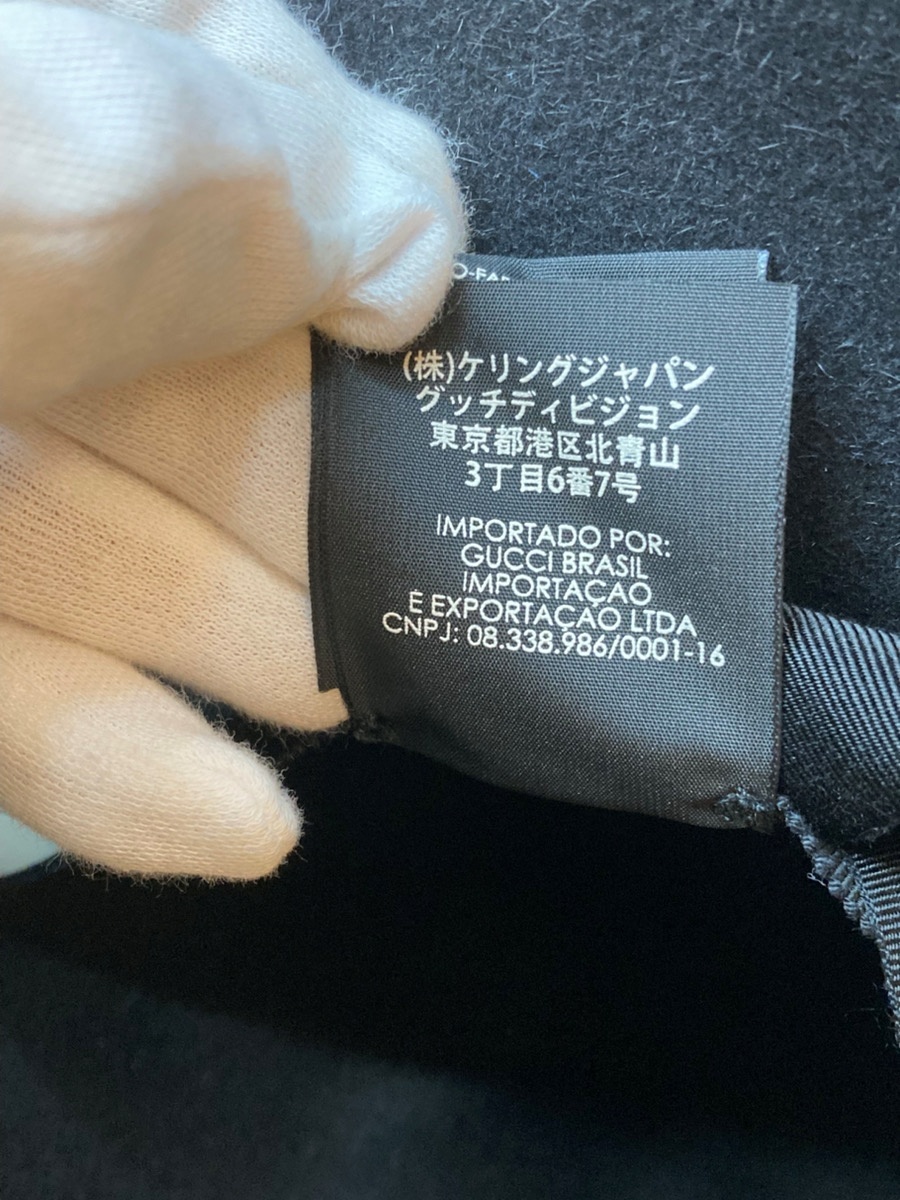 (株)ケリングジャパン
グッチディビジョン
東京都港区北青山
3丁目6番7号
IMPORTADO POR:
GUCCI BRASIL
IMPORTAÇAO
E EXPORTAÇAO LTDA
CNPJ: 08.338.986/0001-16